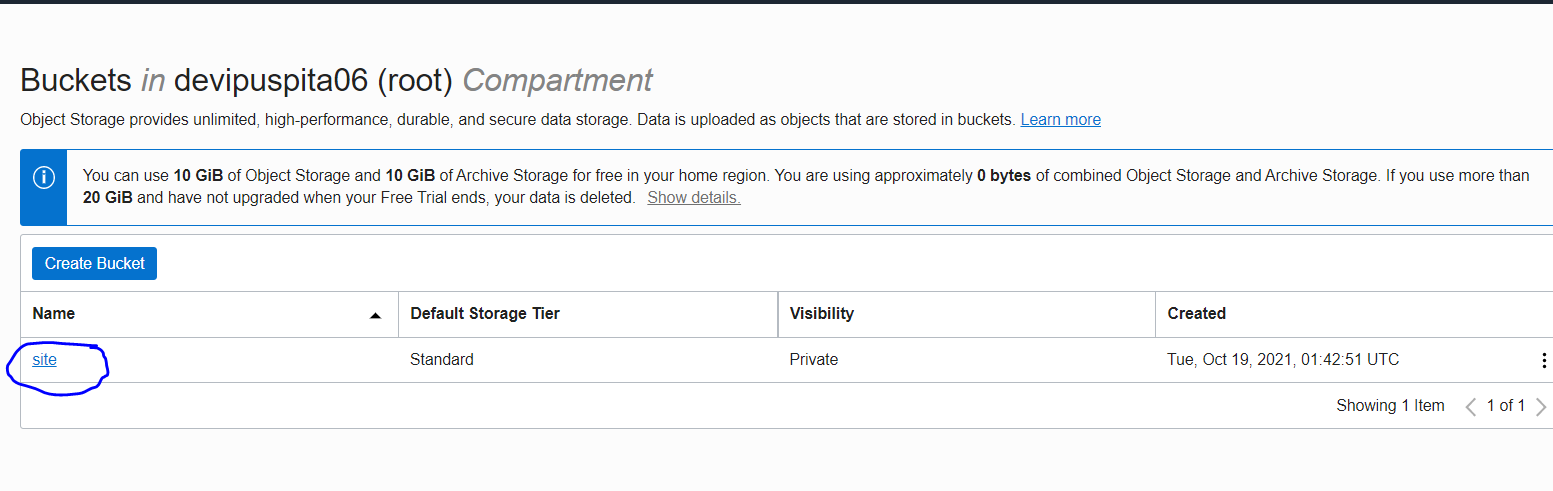 Buckets in devipuspita06 (root) Compartment
Object Storage provides unlimited, high-performance, durable, and secure data storage. Data is uploaded as objects that are stored in buckets. Learn more
You can use 10 GiB of Object Storage and 10 GiB of Archive Storage for free in your home region. You are using approximately 0 bytes of combined Object Storage and Archive Storage. If you use more than
20 GiB and have not upgraded when your Free Trial ends, your data is deleted. Show details.
Create Bucket
Name Default Storage Tier Visibility Created
site Standard Private Tue, Oct 19, 2021, 01:42:51 UTC
Showing 1 Item 1 of 1